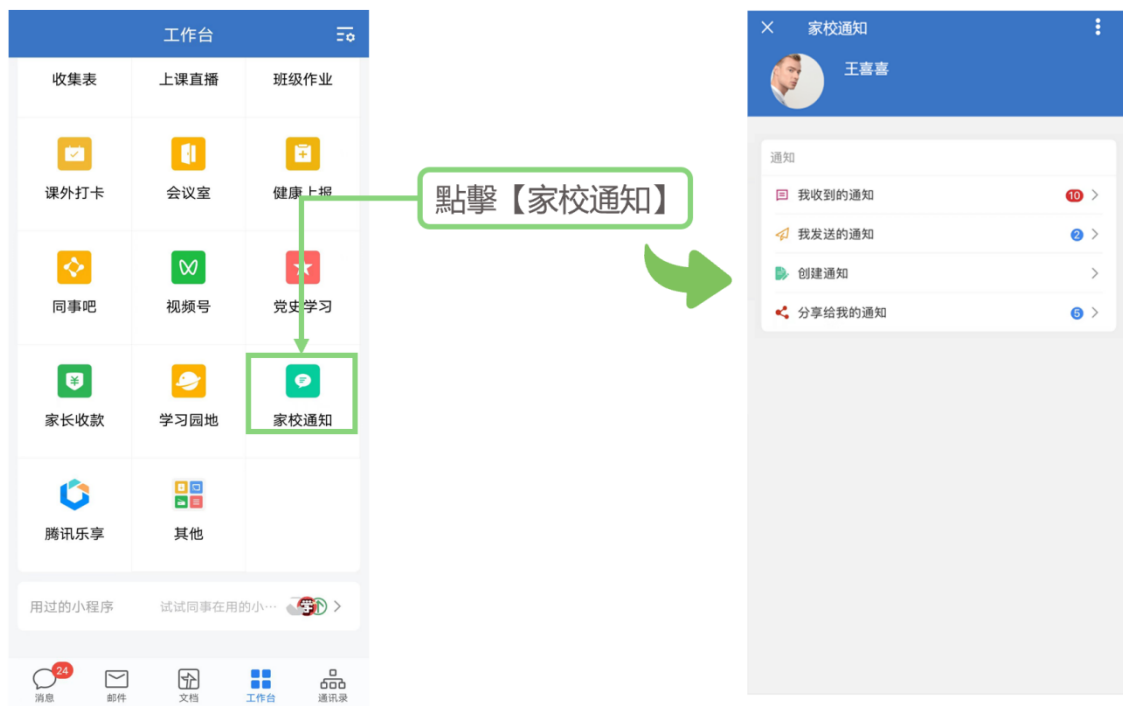 工作台
收集表 上课直播 班级作业
课外打卡 会议室 健康上报
同事吧 视频号 党史学习
家长收款 学习园地 家校通知
腾讯乐享 其他
用过的小程序 试试同事在用的小…
24
消息 邮件 文档 工作台 通讯录
點擊【家校通知】
家校通知
王喜喜
通知
我收到的通知 10
我发送的通知 2
创建通知
分享给我的通知 5